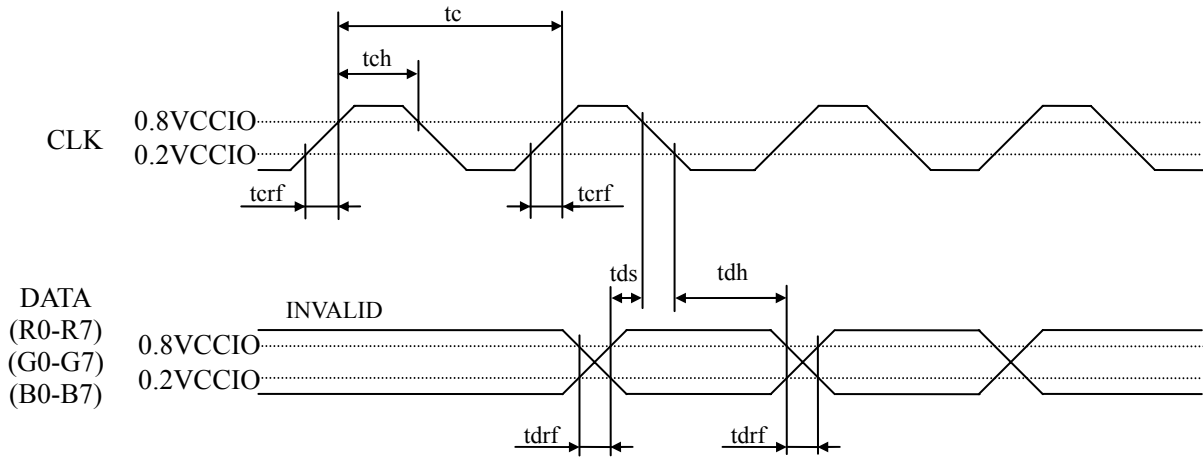 tc
tch
CLK
0.8VCCIO
0.2VCCIO
tcrf
tcrf
tds
tdh
DATA
(R0-R7)
(G0-G7)
(B0-B7)
INVALID
0.8VCCIO
0.2VCCIO
tdrf
tdrf